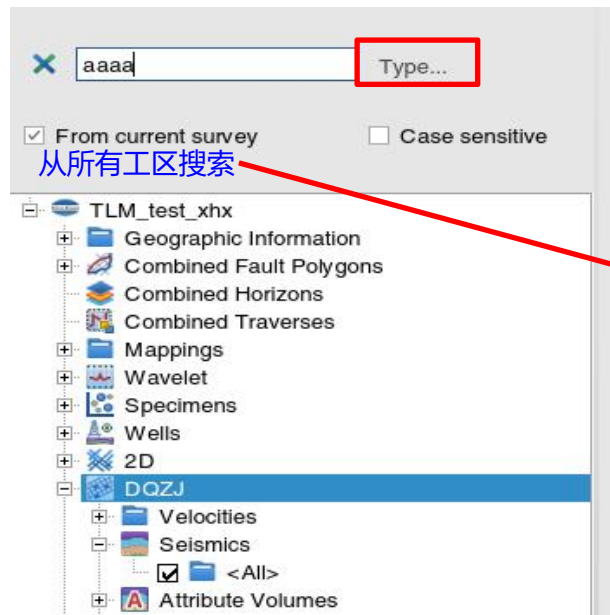 aaaa Type...
From current survey Case sensitive
从所有工区搜索
TLM_test_xhx
Geographic Information
Combined Fault Polygons
Combined Horizons
Combined Traverses
Mappings
Wavelet
Specimens
Wells
2D
DQZJ
Velocities
Seismics
<All>
Attribute Volumes